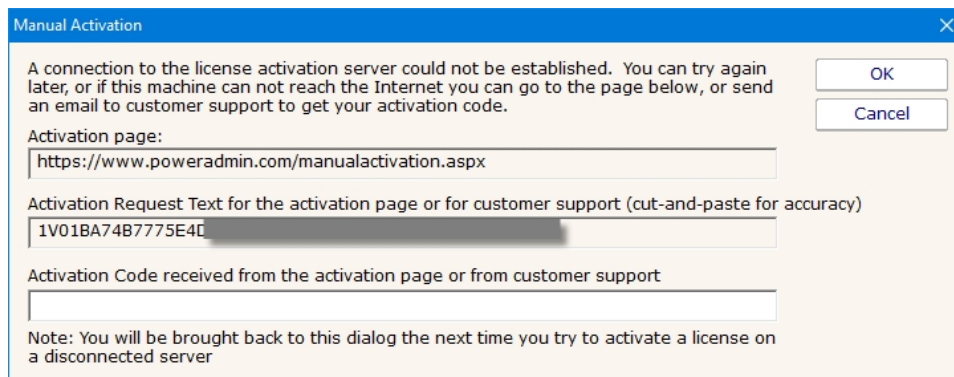 Manual Activation
A connection to the license activation server could not be established. You can try again
later, or if this machine can not reach the Internet you can go to the page below, or send
an email to customer support to get your activation code.
OK
Cancel
Activation page:
https://www.poweradmin.com/manualactivation.aspx
Activation Request Text for the activation page or for customer support (cut-and-paste for accuracy)
1V01BA74B7775E4D
Activation Code received from the activation page or from customer support
Note: You will be brought back to this dialog the next time you try to activate a license on
a disconnected server